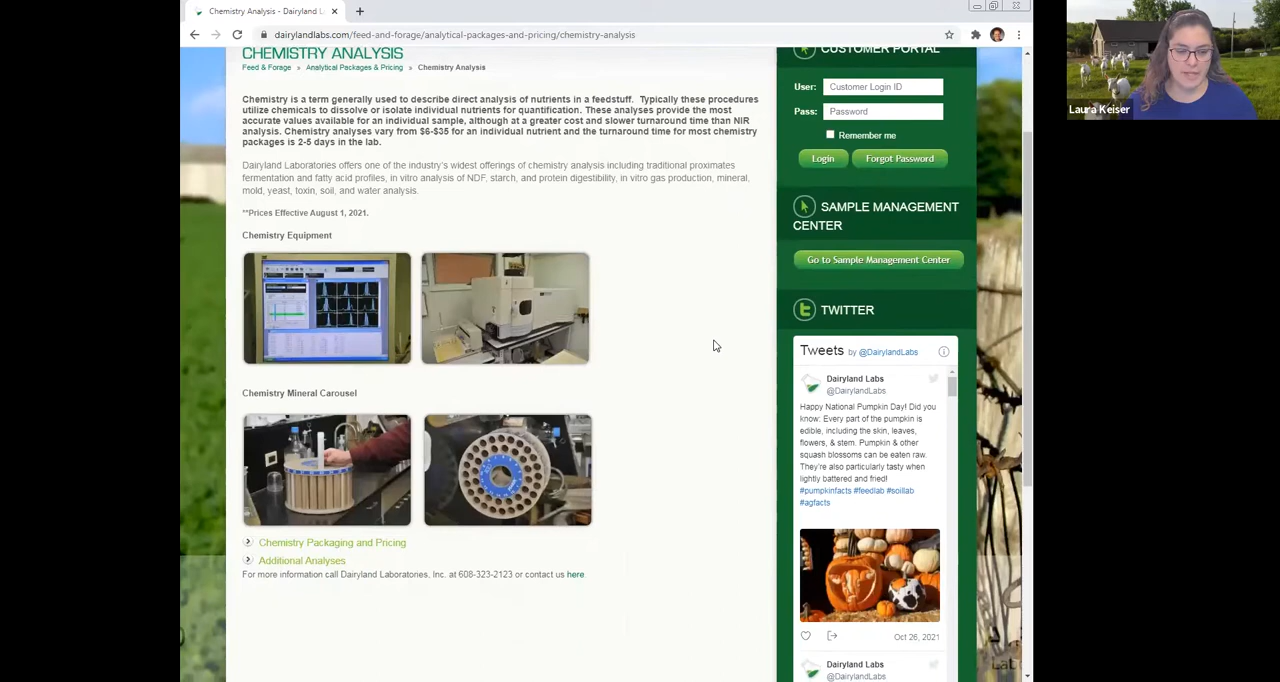 Chemistry Analysis - Dairyland L
dairylandlabs.com/feed-and-forage/analytical-packages-and-pricing/chemistry-analysis
CHEMISTRY ANALYSIS
Feed & Forage » Analytical Packages & Pricing » Chemistry Analysis
Chemistry is a term generally used to describe direct analysis of nutrients in a feedstuff. Typically these procedures
utilize chemicals to dissolve or isolate individual nutrients for quantification. These analyses provide the most
accurate values available for an individual sample, although at a greater cost and slower turnaround time than NIR
analysis. Chemistry analyses vary from $6-$35 for an individual nutrient and the turnaround time for most chemistry
packages is 2-5 days in the lab.
Dairyland Laboratories offers one of the industry's widest offerings of chemistry analysis including traditional proximates
fermentation and fatty acid profiles, in vitro analysis of NDF, starch, and protein digestibility, in vitro gas production, mineral,
mold, yeast, toxin, soil, and water analysis.
**Prices Effective August 1, 2021.
Chemistry Equipment
Chemistry Mineral Carousel
Chemistry Packaging and Pricing
Additional Analyses
For more information call Dairyland Laboratories, Inc. at 608-323-2123 or contact us here.
CUSTOMER PORTAL
User: Customer Login ID
Pass: Password
Remember me
Login Forgot Password
SAMPLE MANAGEMENT
CENTER
Go to Sample Management Center
TWITTER
Tweets by @DairylandLabs
Dairyland Labs
@DairylandLabs
Happy National Pumpkin Day! Did you
know: Every part of the pumpkin is
edible, including the skin, leaves,
flowers, & stem. Pumpkin & other
squash blossoms can be eaten raw.
They're also particularly tasty when
lightly battered and fried!
#pumpkinfacts #feedlab #soillab
#agfacts
Oct 26, 2021
Dairyland Labs
@DairylandLabs
Laura Keiser